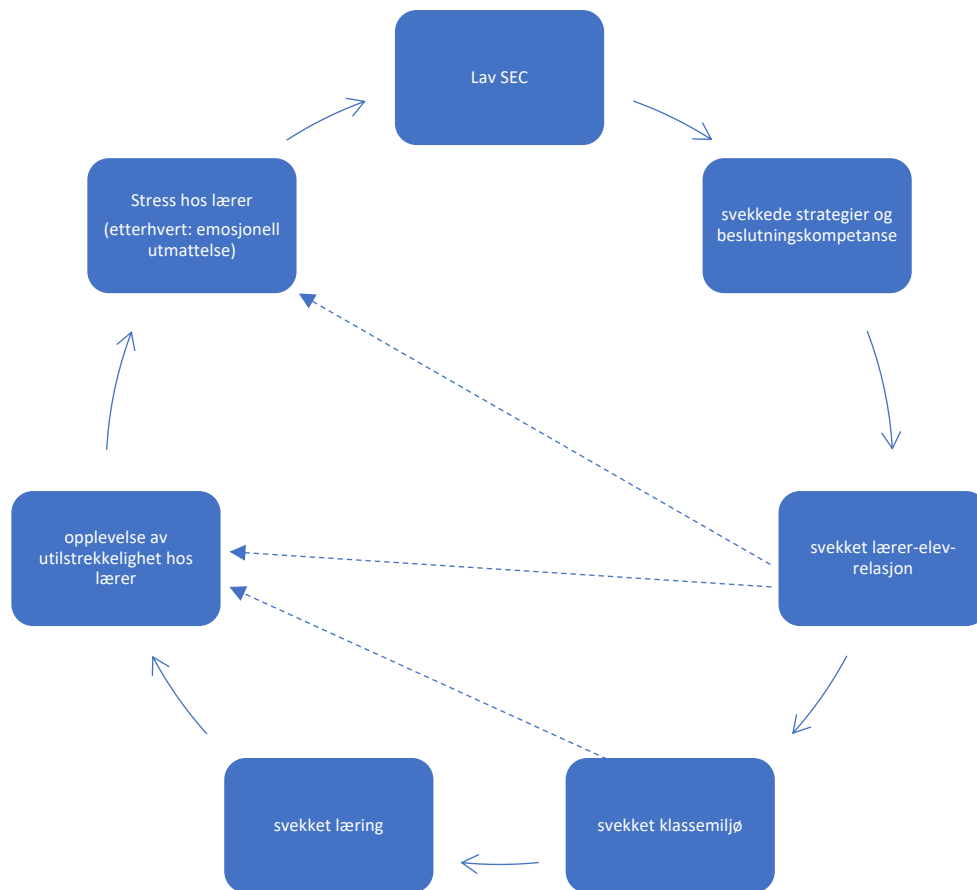 Lav SEC
svekkede strategier og
beslutningskompetanse
svekket lærer-elev-
relasjon
svekket klassemiljø
svekket læring
opplevelse av
utilstrekkelighet hos
lærer
Stress hos lærer
(etterhvert: emosjonell
utmattelse)